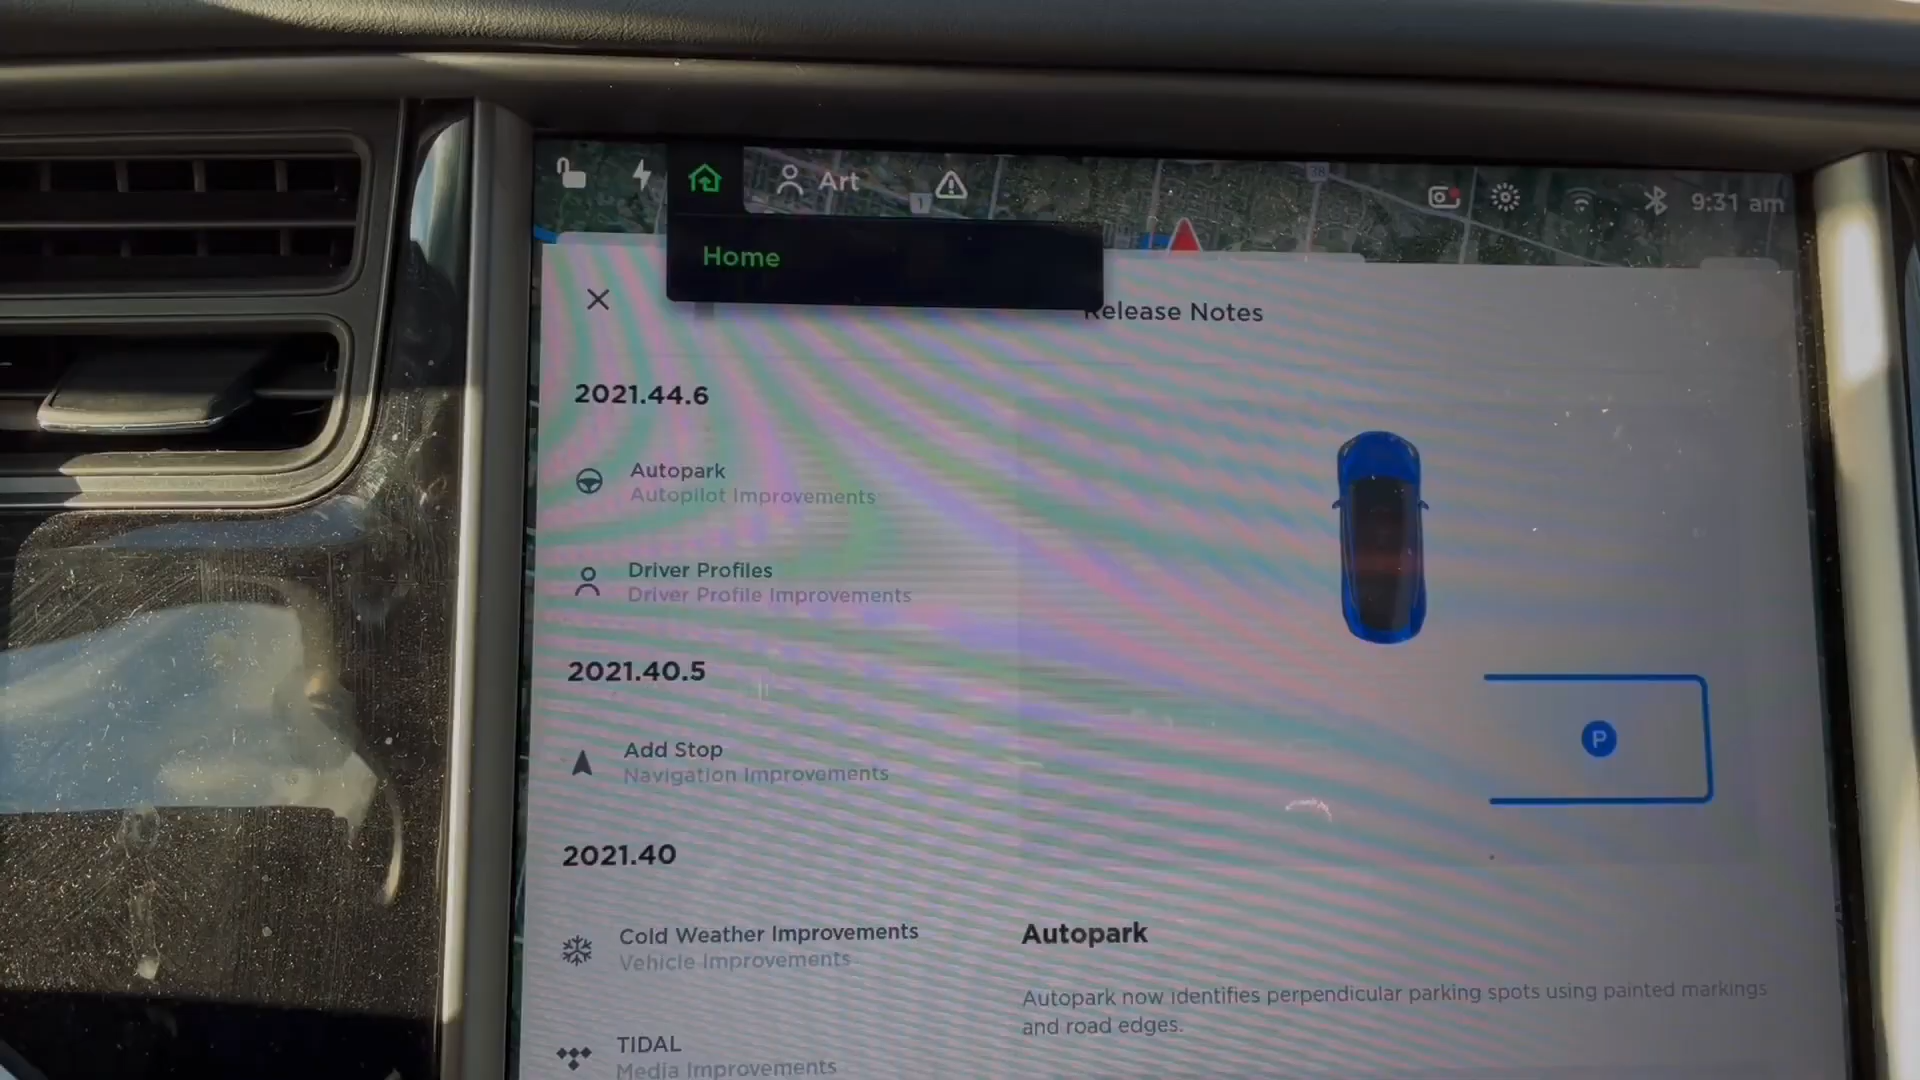 Art
9:31 am
1
38
Home
Release Notes
2021.44.6
Autopark
Autopilot Improvements
Driver Profiles
Driver Profile Improvements
2021.40.5
Add Stop
Navigation Improvements
2021.40
Cold Weather Improvements
Vehicle Improvements
TIDAL
Media Improvements
P
Autopark
Autopark now identifies perpendicular parking spots using painted markings
and road edges.